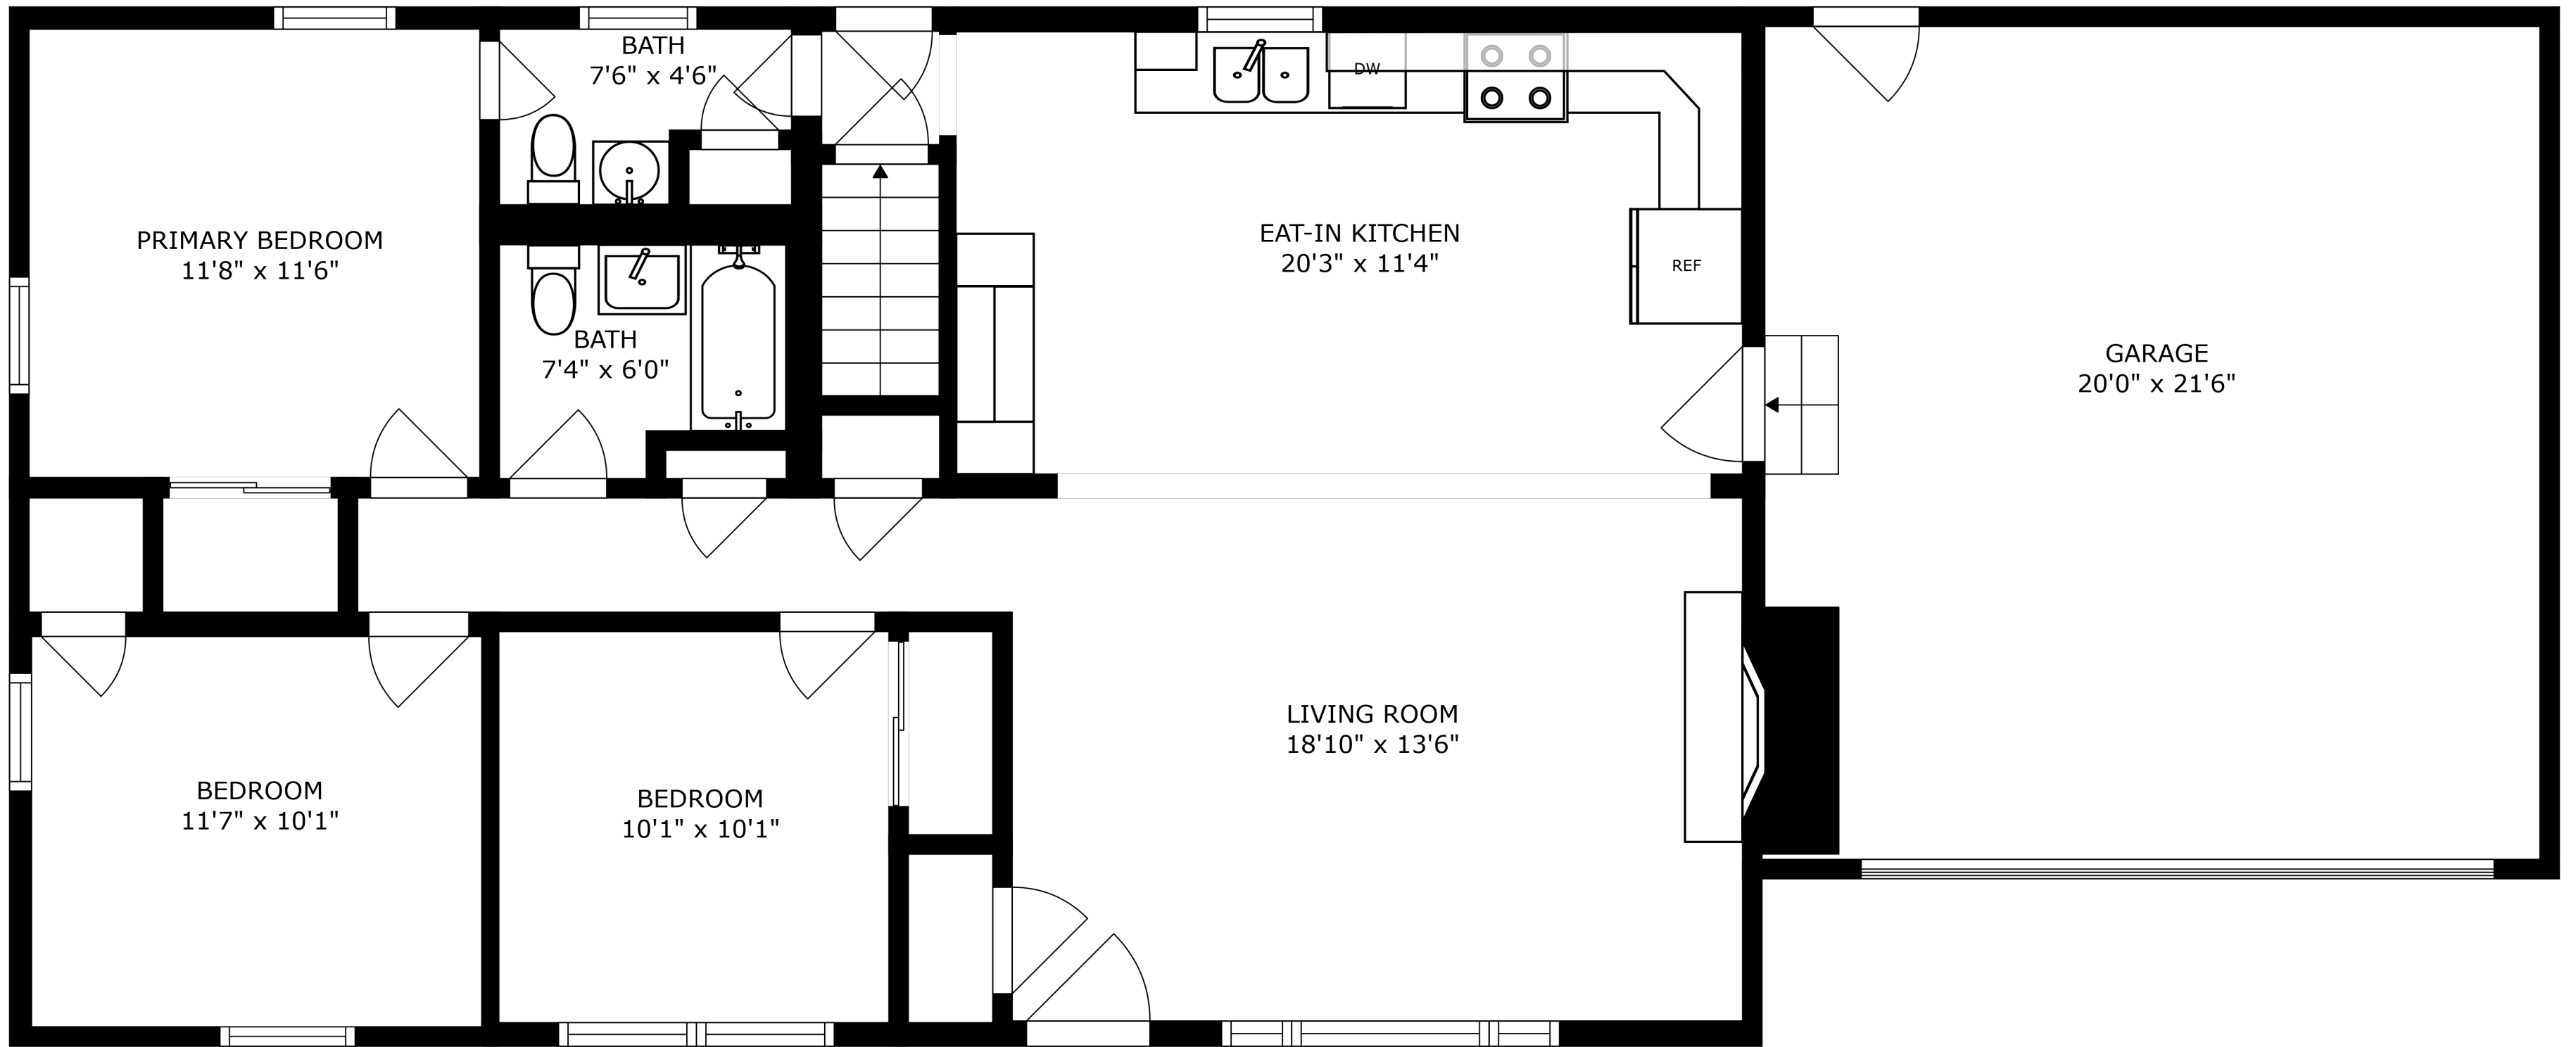 BATH
7'6" x 4'6"
DW
PRIMARY BEDROOM
11'8" x 11'6"
EAT-IN KITCHEN
20'3" x 11'4"
REF
BATH
7'4" x 6'0"
GARAGE
20'0" x 21'6"
LIVING ROOM
18'10" x 13'6"
BEDROOM
11'7" x 10'1"
BEDROOM
10'1" x 10'1"